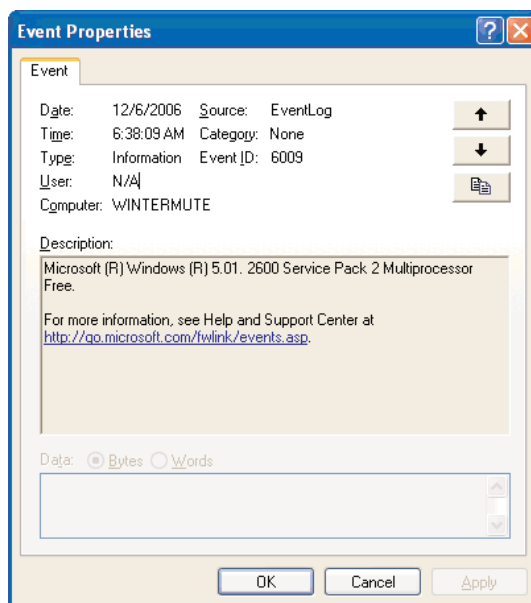 Event Properties
Event
Date: 12/6/2006 Source: EventLog
Time: 6:38:09 AM Category: None
Type: Information Event ID: 6009
User: N/A
Computer: WINTERMUTE
Description:
Microsoft (R) Windows (R) 5.01. 2600 Service Pack 2 Multiprocessor
Free.
For more information, see Help and Support Center at
http://go.microsoft.com/fwlink/events.asp.
Data: Bytes Words
OK Cancel Apply